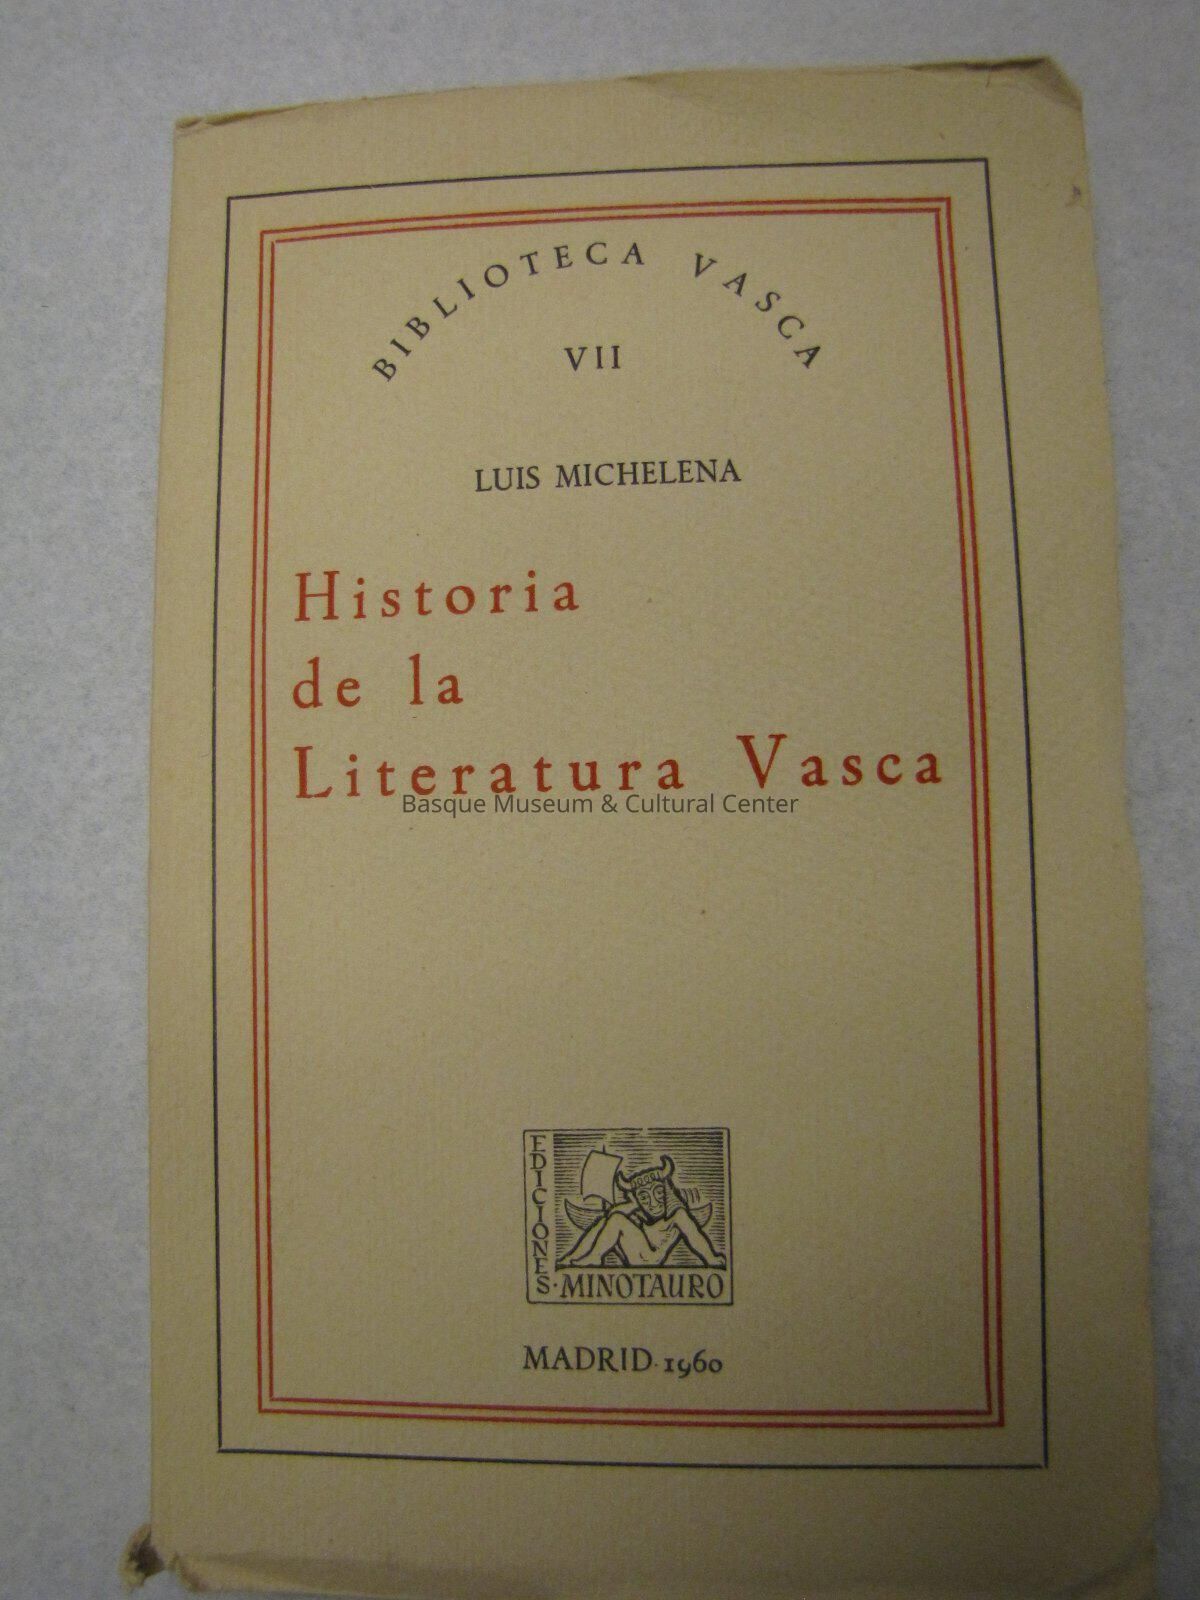 BIBLIOTECA VASCA
VII
LUIS MICHELENA
Historia
de la
Literatura Vasca
Basque Museum & Cultural Center
EDICIONES · MINOTAURO
MADRID · 1960